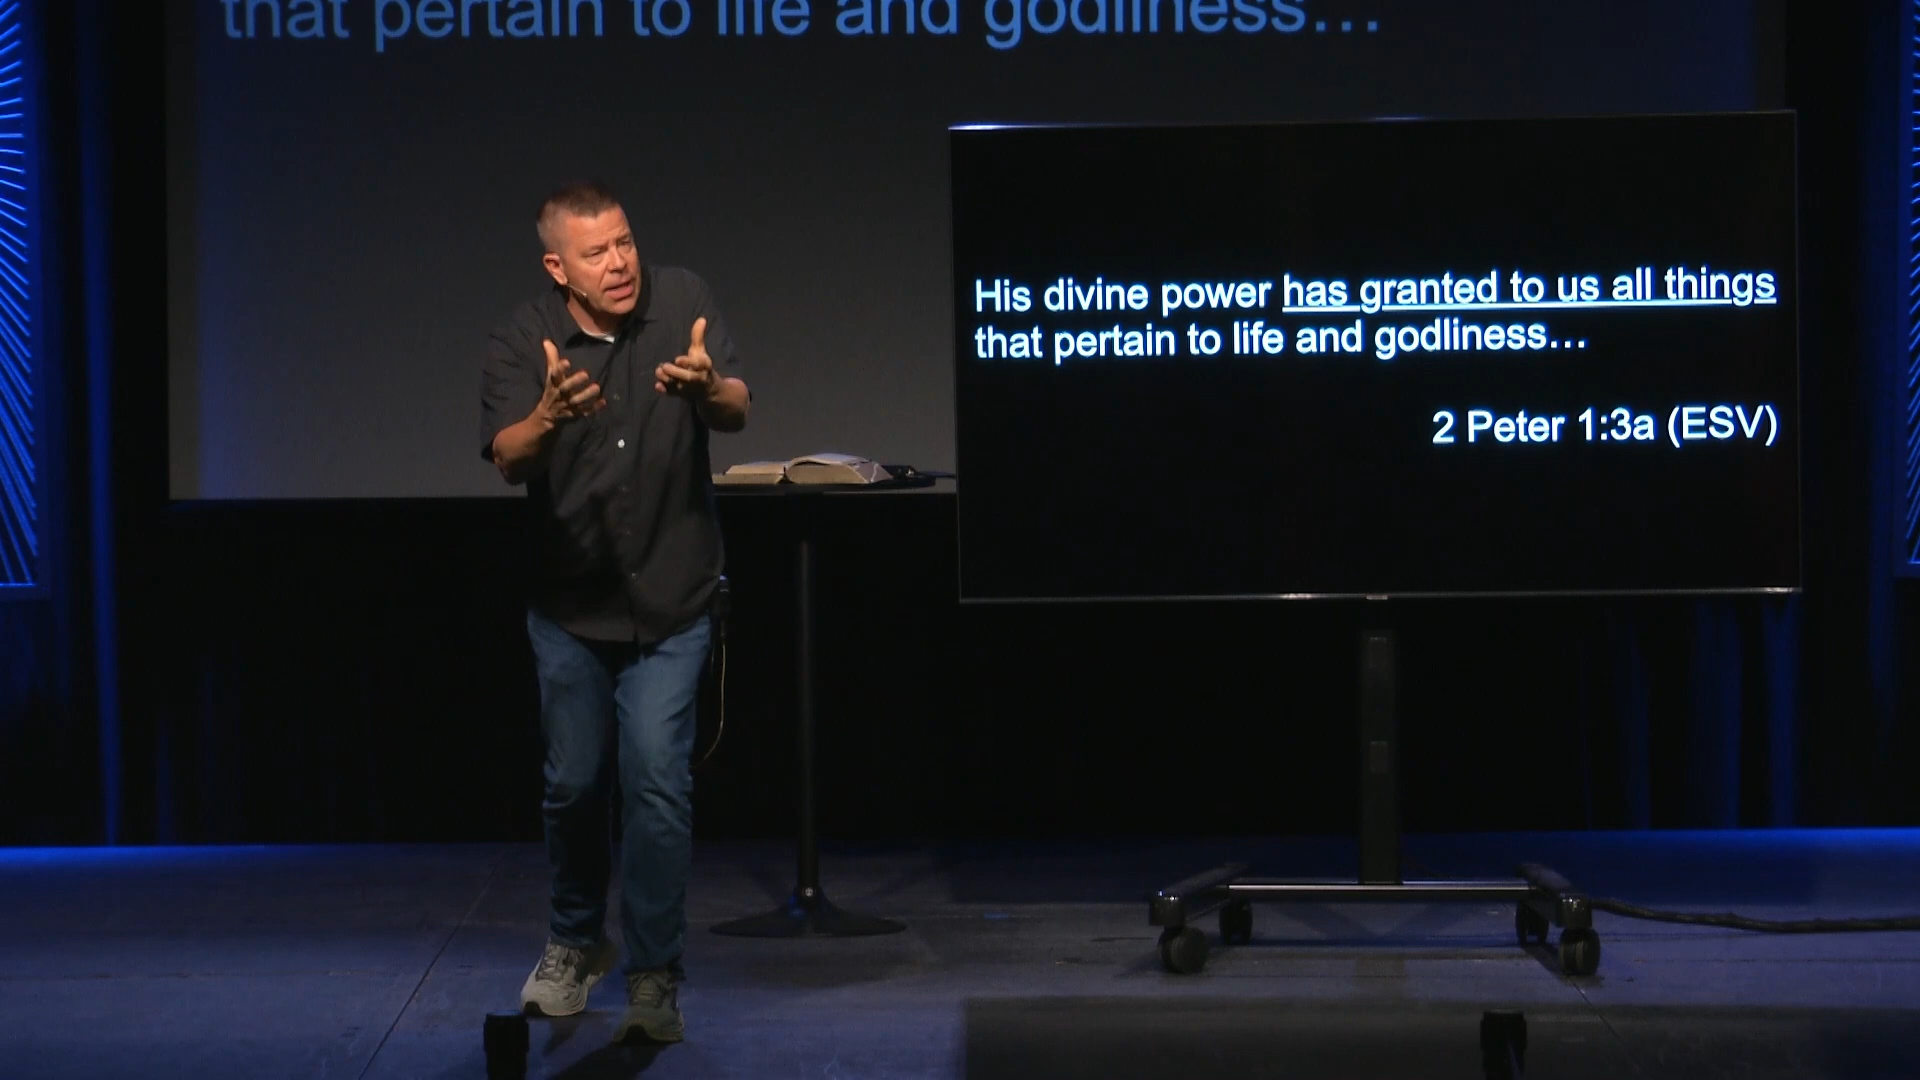 that pertain to life and godliness…
His divine power has granted to us all things
that pertain to life and godliness…
2 Peter 1:3a (ESV)